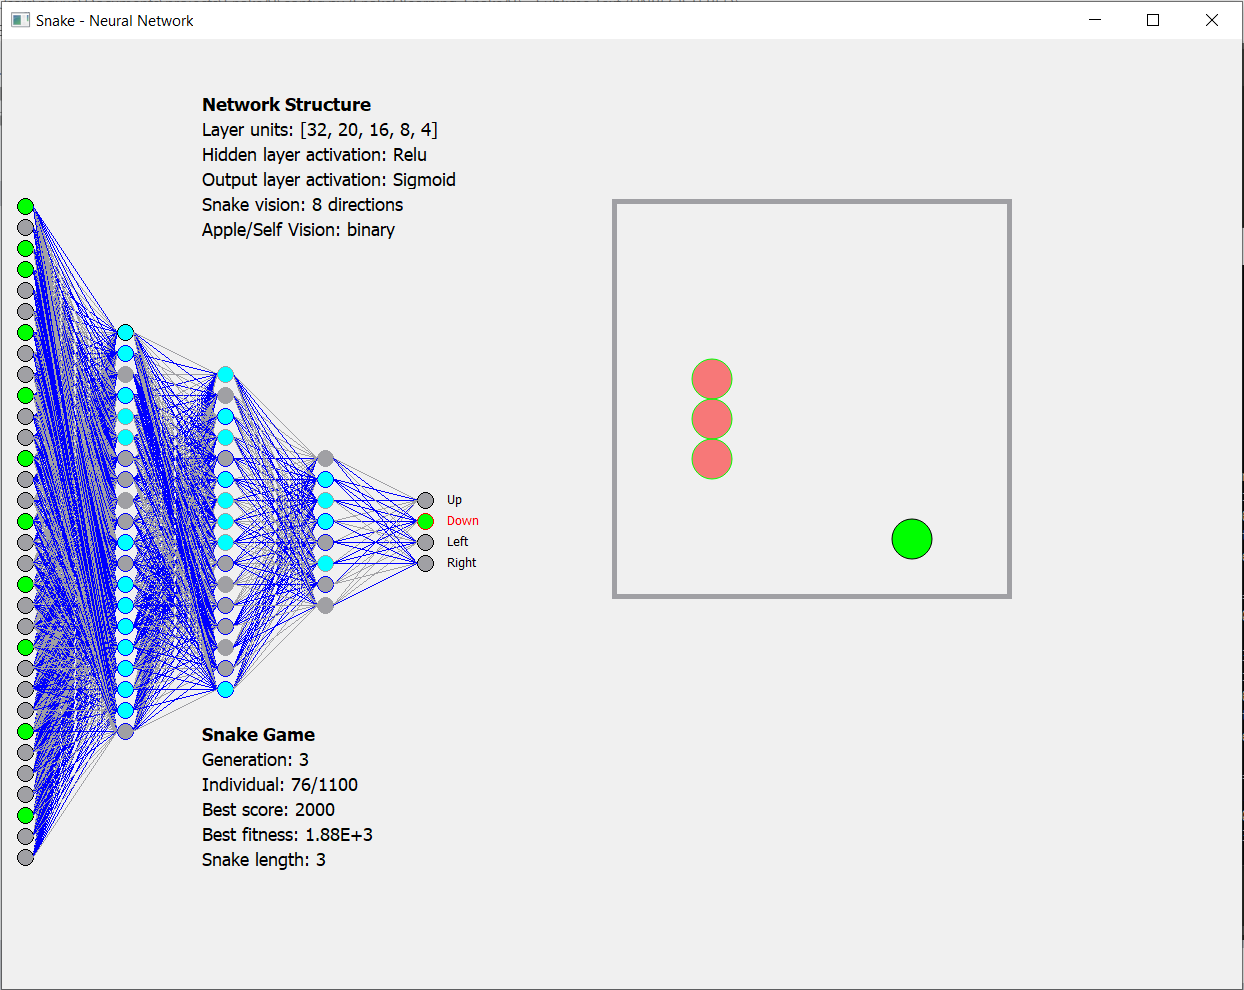 Snake - Neural Network
Network Structure
Layer units: [32, 20, 16, 8, 4]
Hidden layer activation: Relu
Output layer activation: Sigmoid
Snake vision: 8 directions
Apple/Self Vision: binary
Up
Down
Left
Right
Snake Game
Generation: 3
Individual: 76/1100
Best score: 2000
Best fitness: 1.88E+3
Snake length: 3